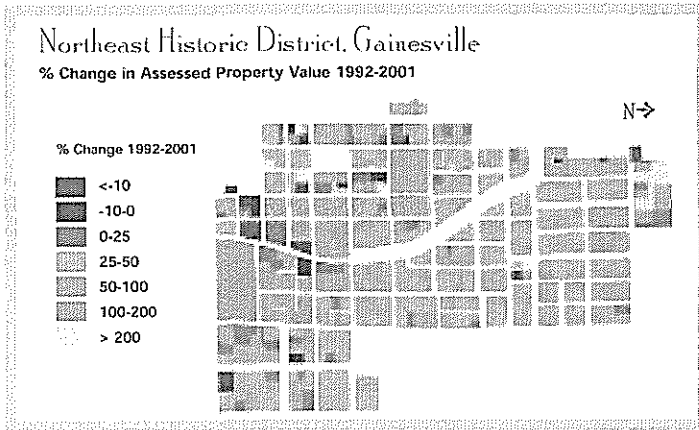 Northeast Historic District, Gainesville
% Change in Assessed Property Value 1992-2001
N
% Change 1992-2001
<-10
-10-0
0-25
25-50
50-100
100-200
> 200